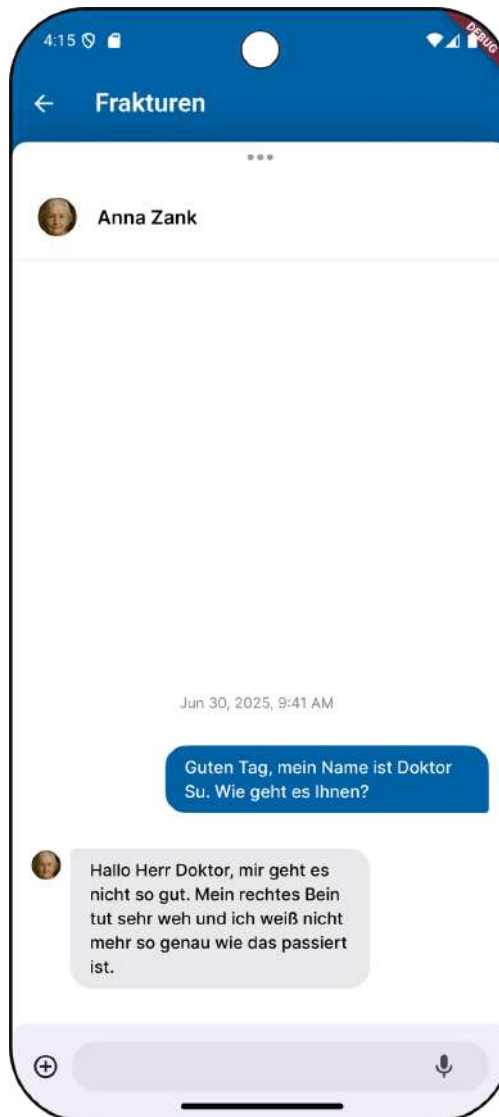 4:15
DEBUG
Frakturen
Anna Zank
Jun 30, 2025, 9:41 AM
Guten Tag, mein Name ist Doktor
Su. Wie geht es Ihnen?
Hallo Herr Doktor, mir geht es
nicht so gut. Mein rechtes Bein
tut sehr weh und ich weiß nicht
mehr so genau wie das passiert
ist.